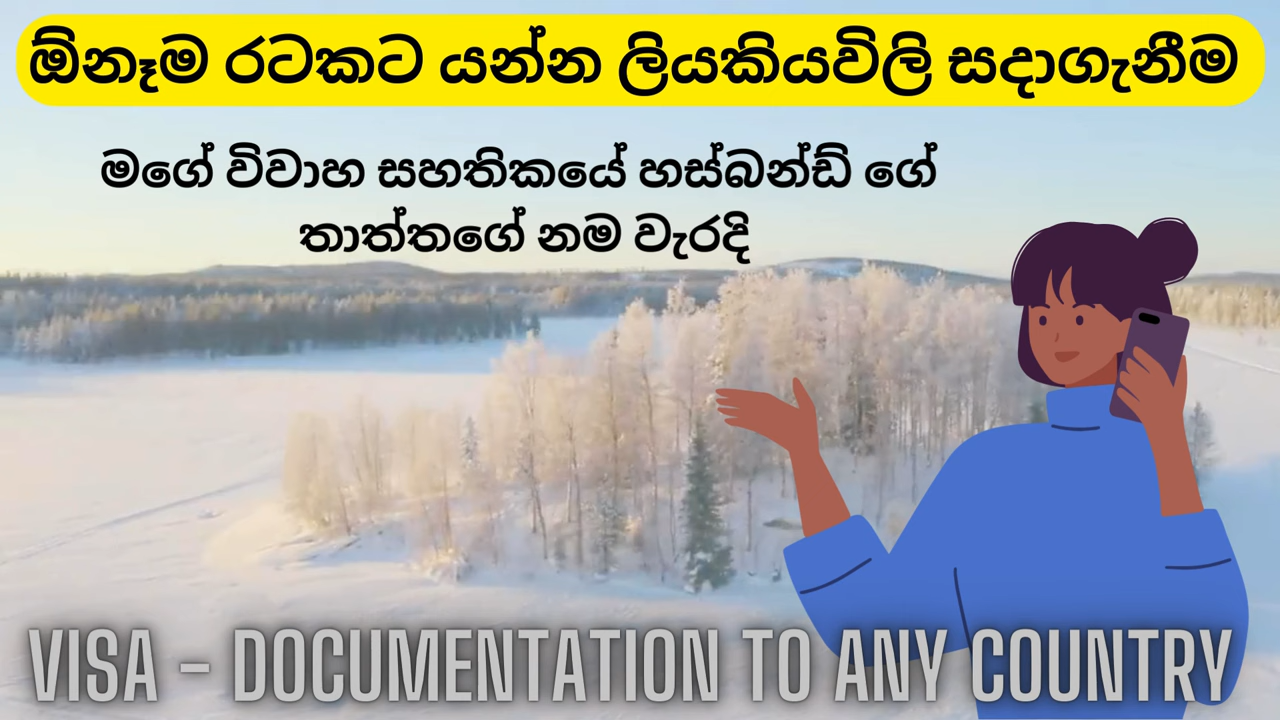 ඕනෑම රටකට යන්න ලියකියවිලි සදාගැනීම
මගේ විවාහ සහතිකයේ හස්බන්ඩ් ගේ
තාත්තගේ නම වැරදි
VISA - DOCUMENTATION TO ANY COUNTRY